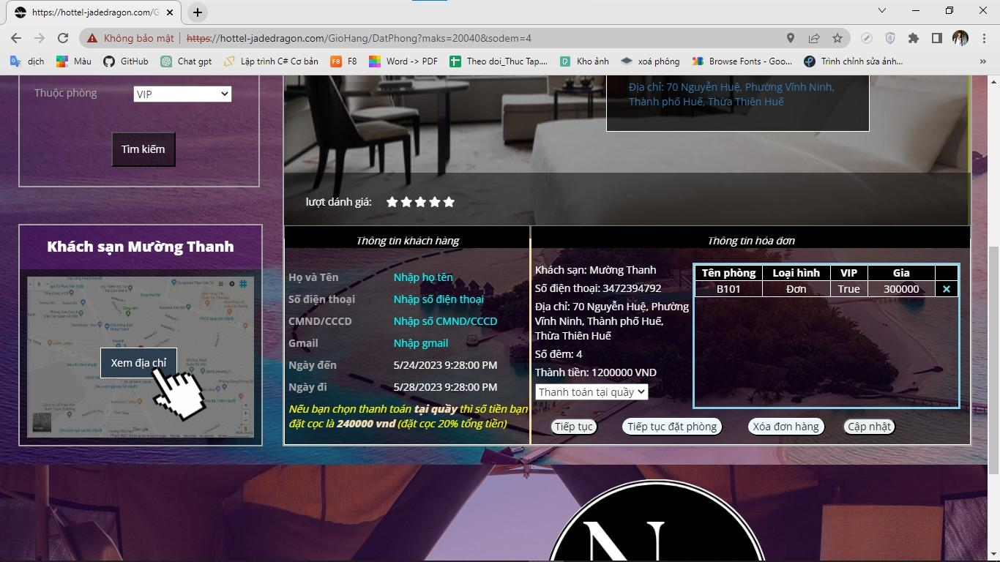 https://hottel-jadedragon.com/G
Không bảo mật
https://hottel-jadedragon.com/GioHang/DatPhong?maks=20040&sodem=4
dịch
Màu
GitHub
Chat gpt
Lập trình C# Cơ bản
F8
F8
Word -> PDF
Theo doi_Thuc Tap...
Kho ảnh
xoá phông
Browse Fonts - Goo...
Trình chỉnh sửa ảnh...
Thuộc phòng
VIP
Tìm kiếm
Địa chỉ: 70 Nguyễn Huệ, Phường Vĩnh Ninh,
Thành phố Huế, Thừa Thiên Huế
lượt dánh giá:
Khách sạn Mường Thanh
Xem địa chỉ
Google
Thông tin khách hàng
Họ và Tên
Nhập họ tên
Số điện thoại
Nhập số điện thoại
CMND/CCCD
Nhập số CMND/CCCD
Gmail
Nhập gmail
Ngày đến
5/24/2023 9:28:00 PM
Ngày đi
5/28/2023 9:28:00 PM
Nếu bạn chọn thanh toán tại quầy thì số tiền bạn
đặt cọc là 240000 vnd (đặt cọc 20% tổng tiền)
Thông tin hóa đơn
Khách sạn: Mường Thanh
Số điện thoại: 3472394792
Địa chỉ: 70 Nguyễn Huệ, Phường
Vĩnh Ninh, Thành phố Huế,
Thừa Thiên Huế
Số đêm: 4
Thành tiền: 1200000 VND
Thanh toán tại quầy
Tên phòng Loại hình VIP Gia
B101 Đơn True 300000
Tiếp tục
Tiếp tục đặt phòng
Xóa đơn hàng
Cập nhật
N